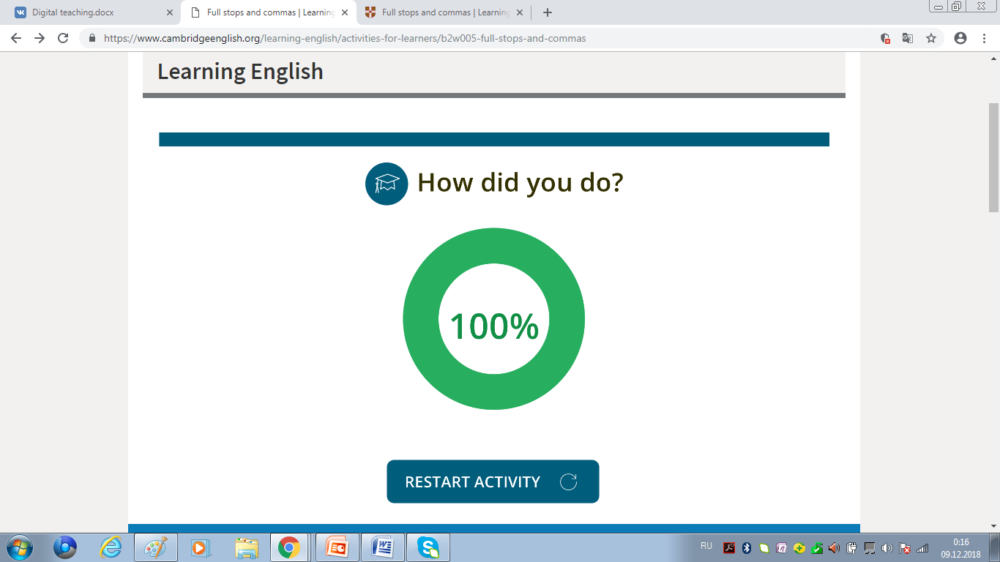 Digital teaching.docx
Full stops and commas | Learning
Full stops and commas | Learning
https://www.cambridgeenglish.org/learning-english/activities-for-learners/b2w005-full-stops-and-commas
Learning English
How did you do?
100%
RESTART ACTIVITY
RU
0:16
09.12.2018